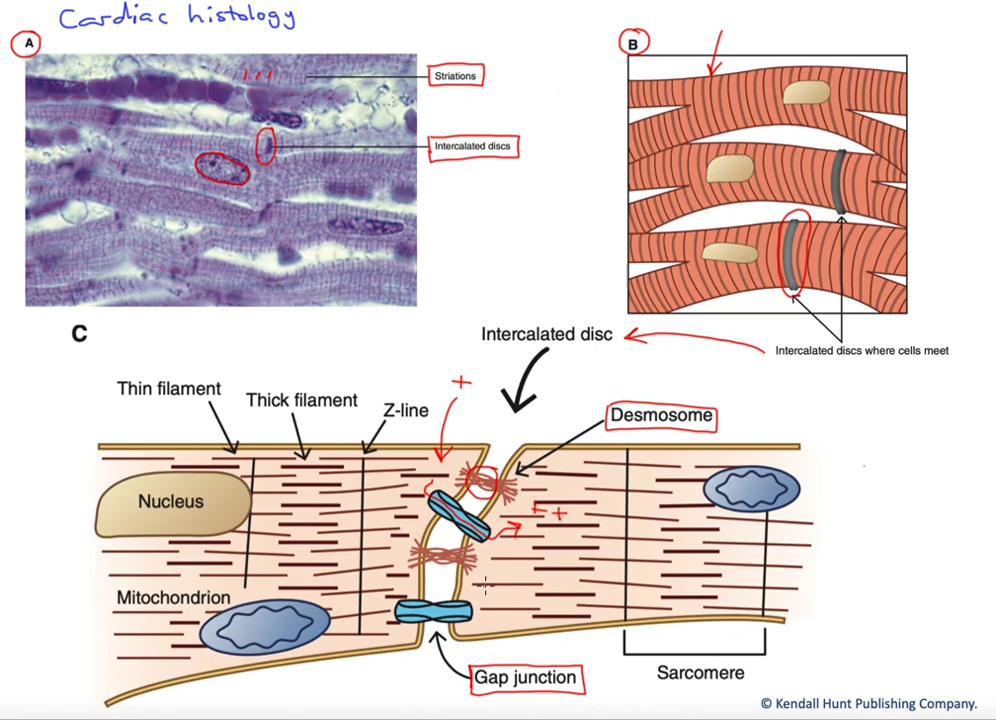 Cardiac histology
A
Striations
Intercalated discs
B
Intercalated discs where cells meet
C
Intercalated disc
Thin filament
Thick filament
Z-line
+
Desmosome
Nucleus
+
Mitochondrion
Gap junction
Sarcomere
© Kendall Hunt Publishing Company.